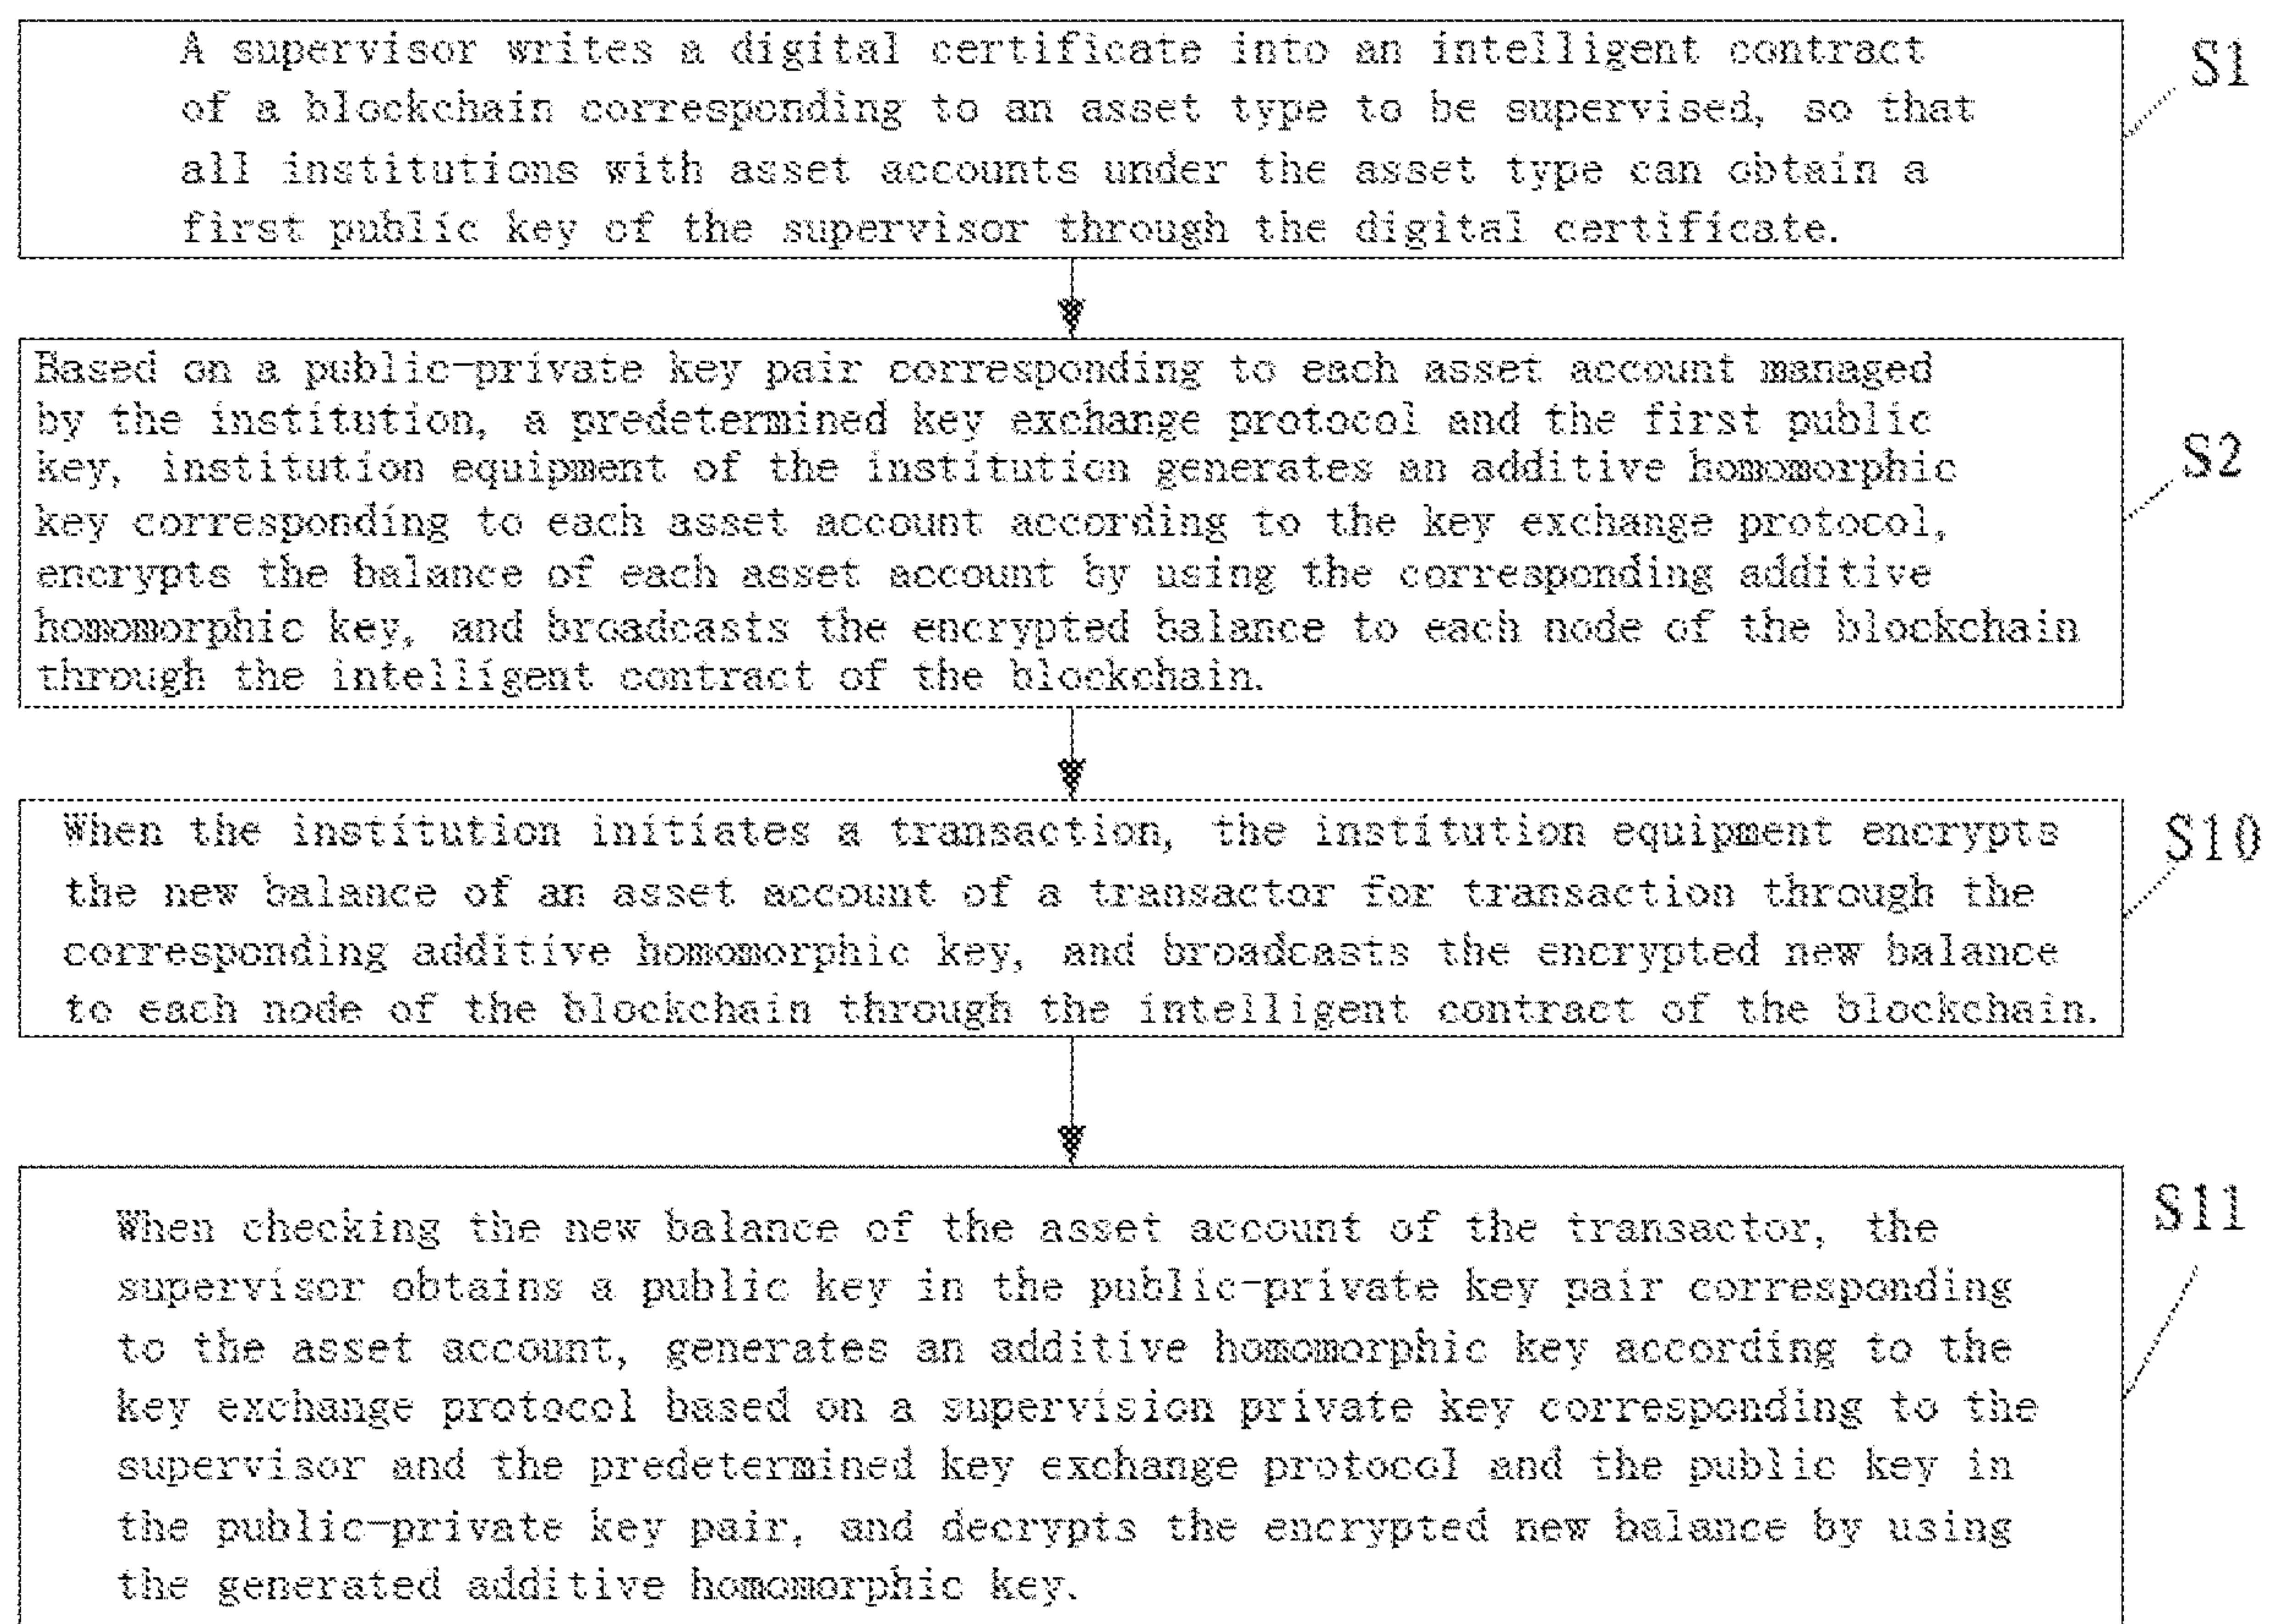 A supervisor writes a digital certificate into an intelligent contract
of a blockchain corresponding to an asset type to be supervised, so that
all institutions with asset accounts under the asset type can obtain a
first public key of the supervisor through the digital certificate.
S1
Based on a public-private key pair corresponding to each asset account managed
by the institution, a predetermined key exchange protocol and the first public
key, institution equipment of the institution generates an additive homomorphic
key corresponding to each asset account according to the key exchange protocol,
encrypts the balance of each asset account by using the corresponding additive
homomorphic key, and broadcasts the encrypted balance to each node of the blockchain
through the intelligent contract of the blockchain.
S2
When the institution initiates a transaction, the institution equipment encrypts
the new balance of an asset account of a transactor for transaction through the
corresponding additive homomorphic key, and broadcasts the encrypted new balance
to each node of the blockchain through the intelligent contract of the blockchain.
S10
When checking the new balance of the asset account of the transactor, the
supervisor obtains a public key in the public-private key pair corresponding
to the asset account, generates an additive homomorphic key according to the
key exchange protocol based on a supervision private key corresponding to the
supervisor and the predetermined key exchange protocol and the public key in
the public-private key pair, and decrypts the encrypted new balance by using
the generated additive homomorphic key.
S11